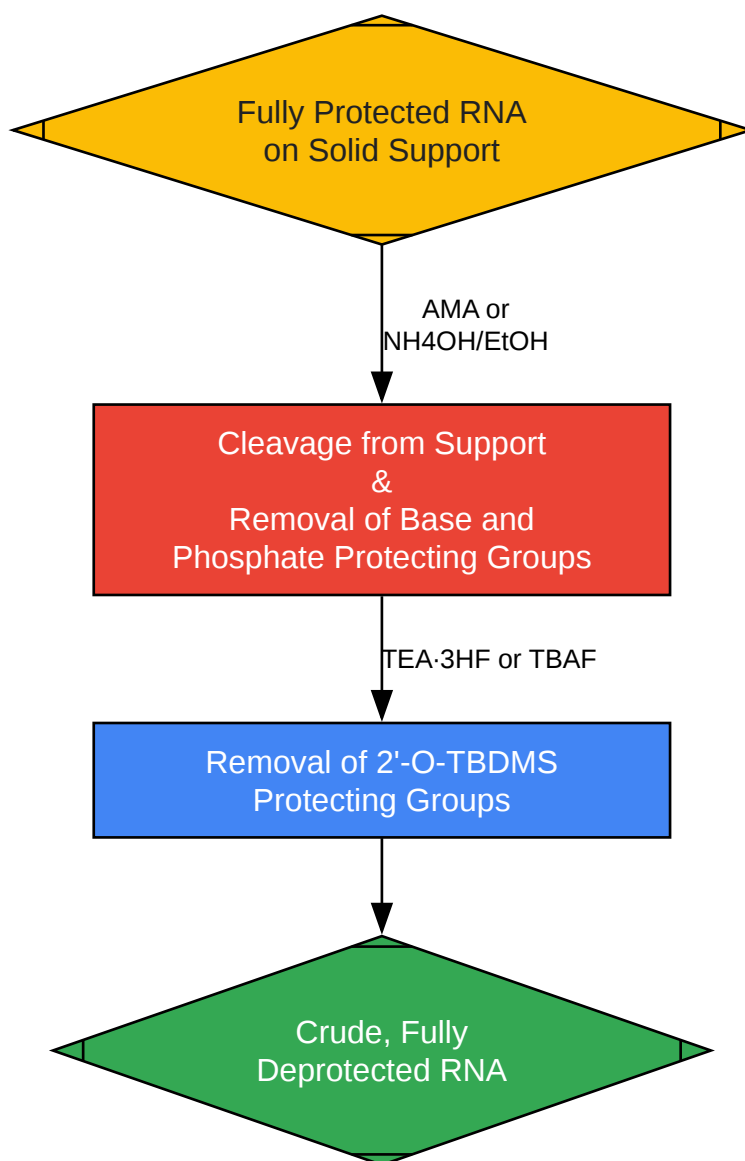 Fully Protected RNA
on Solid Support
AMA or
NH4OH/EtOH
Cleavage from Support
&
Removal of Base and
Phosphate Protecting Groups
TEA·3HF or TBAF
Removal of 2'-O-TBDMS
Protecting Groups
Crude, Fully
Deprotected RNA